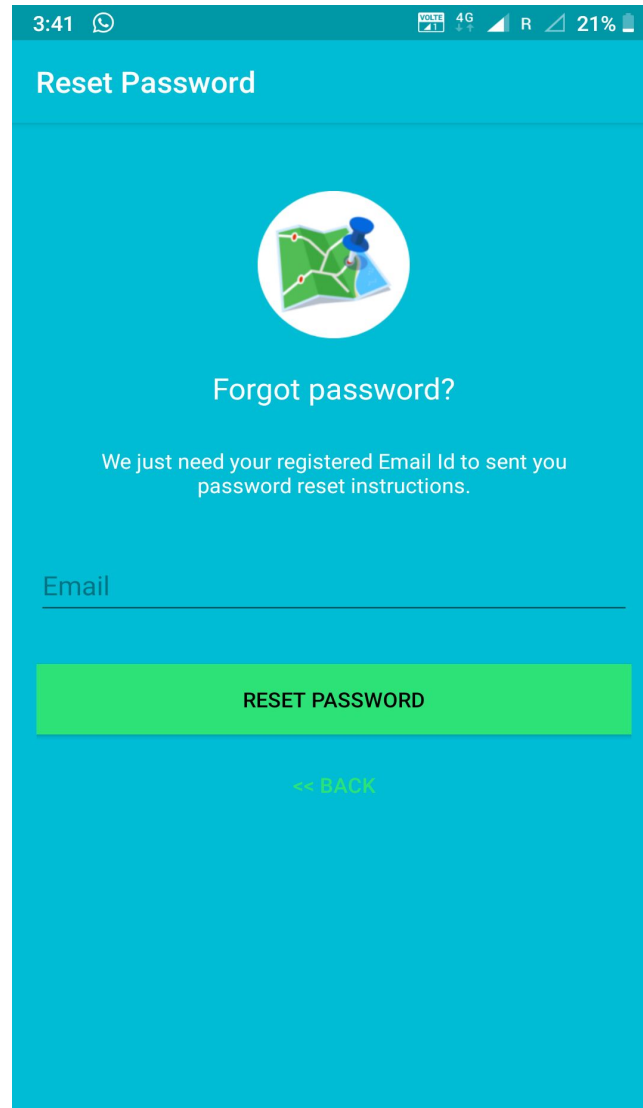 3:41 VOLTE 1 4G R 21%
Reset Password
Forgot password?
We just need your registered Email Id to sent you
password reset instructions.
Email
RESET PASSWORD
<< BACK